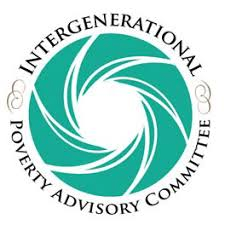 INTERGENERATIONAL
POVERTY ADVISORY COMMITTEE